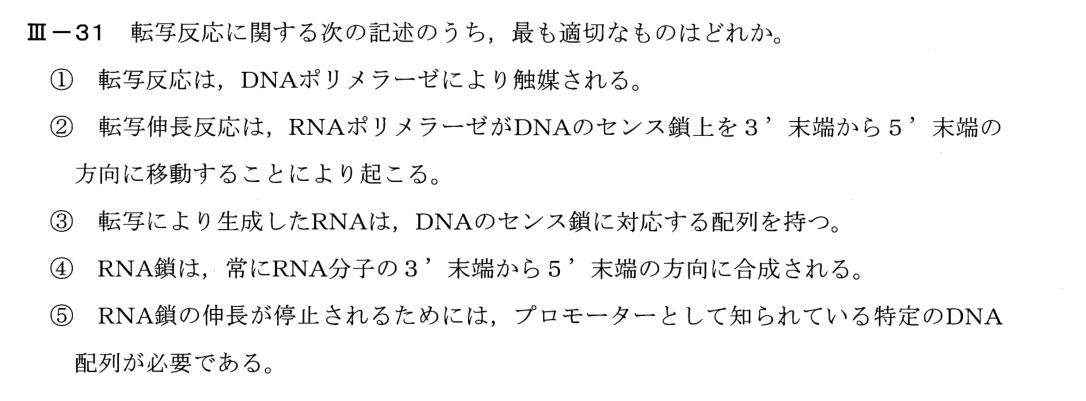 Ⅲ－31　転写反応に関する次の記述のうち，最も適切なものはどれか。
①　転写反応は，DNAポリメラーゼにより触媒される。
②　転写伸長反応は，RNAポリメラーゼがDNAのセンス鎖上を３’末端から５’末端の
方向に移動することにより起こる。
③　転写により生成したRNAは，DNAのセンス鎖に対応する配列を持つ。
④　RNA鎖は，常にRNA分子の３’末端から５’末端の方向に合成される。
⑤　RNA鎖の伸長が停止されるためには，プロモーターとして知られている特定のDNA
配列が必要である。